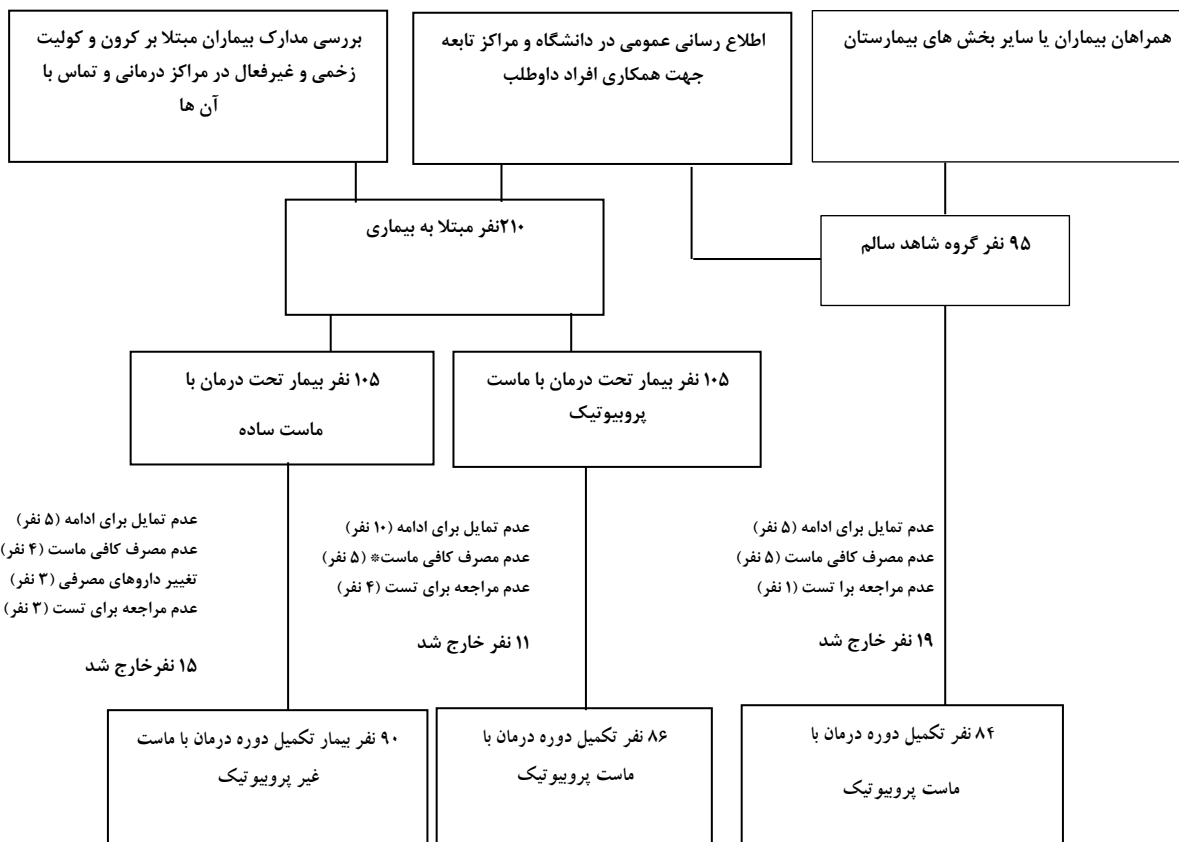 همراهان بیماران یا سایر بخش های بیمارستان
اطلاع رسانی عمومی در دانشگاه و مراکز تابعه
جهت همکاری افراد داوطلب
بررسی مدارک بیماران مبتلا بر کرون و کولیت
زخمی و غیرفعال در مراکز درمانی و تماس با
آن ها
۹۵ نفر گروه شاهد سالم
۲۱۰نفر مبتلا به بیماری
۱۰۵ نفر بیمار تحت درمان با ماست
پروبیوتیک
۱۰۵ نفر بیمار تحت درمان با
ماست ساده
عدم تمایل برای ادامه (۵ نفر)
عدم مصرف کافی ماست (۵ نفر)
عدم مراجعه برا تست (۱ نفر)
۱۹ نفر خارج شد
عدم تمایل برای ادامه (۱۰ نفر)
عدم مصرف کافی ماست* (۵ نفر)
عدم مراجعه برای تست (۴ نفر)
۱۱ نفر خارج شد
عدم تمایل برای ادامه (۵ نفر)
عدم مصرف کافی ماست (۴ نفر)
تغییر داروهای مصرفی (۳ نفر)
عدم مراجعه برای تست (۳ نفر)
۱۵ نفرخارج شد
۸۴ نفر تکمیل دوره درمان با
ماست پروبیوتیک
۸۶ نفر تکمیل دوره درمان با
ماست پروبیوتیک
۹۰ نفر بیمار تکمیل دوره درمان با ماست
غیر پروبیوتیک